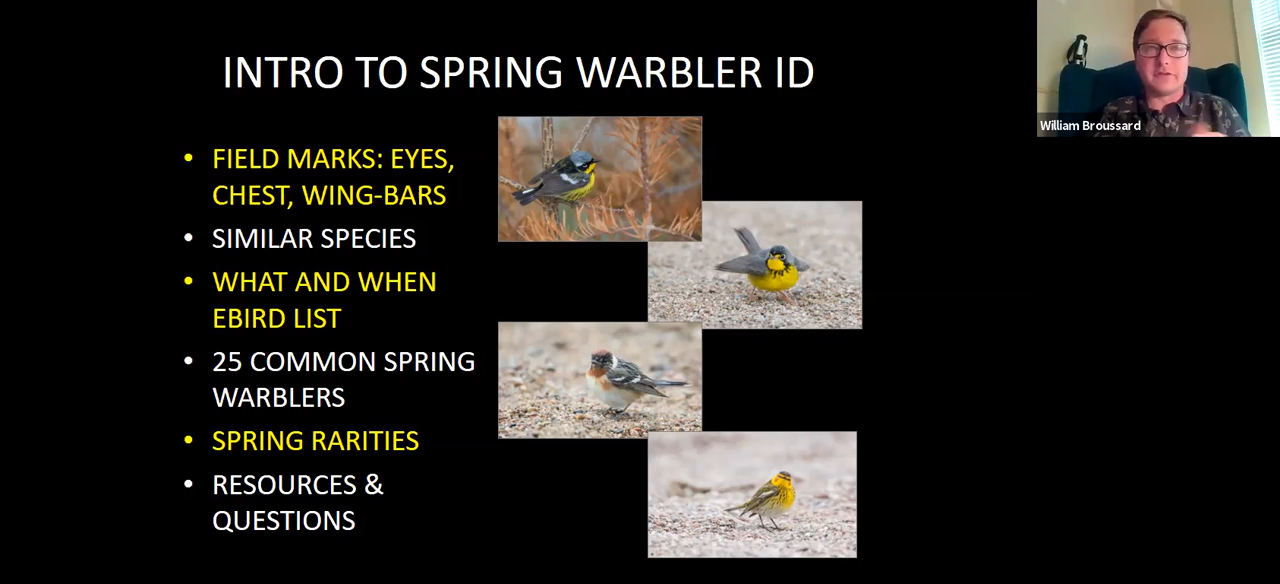 INTRO TO SPRING WARBLER ID
• FIELD MARKS: EYES,
CHEST, WING-BARS
• SIMILAR SPECIES
• WHAT AND WHEN
EBIRD LIST
• 25 COMMON SPRING
WARBLERS
• SPRING RARITIES
• RESOURCES &
QUESTIONS
William Broussard